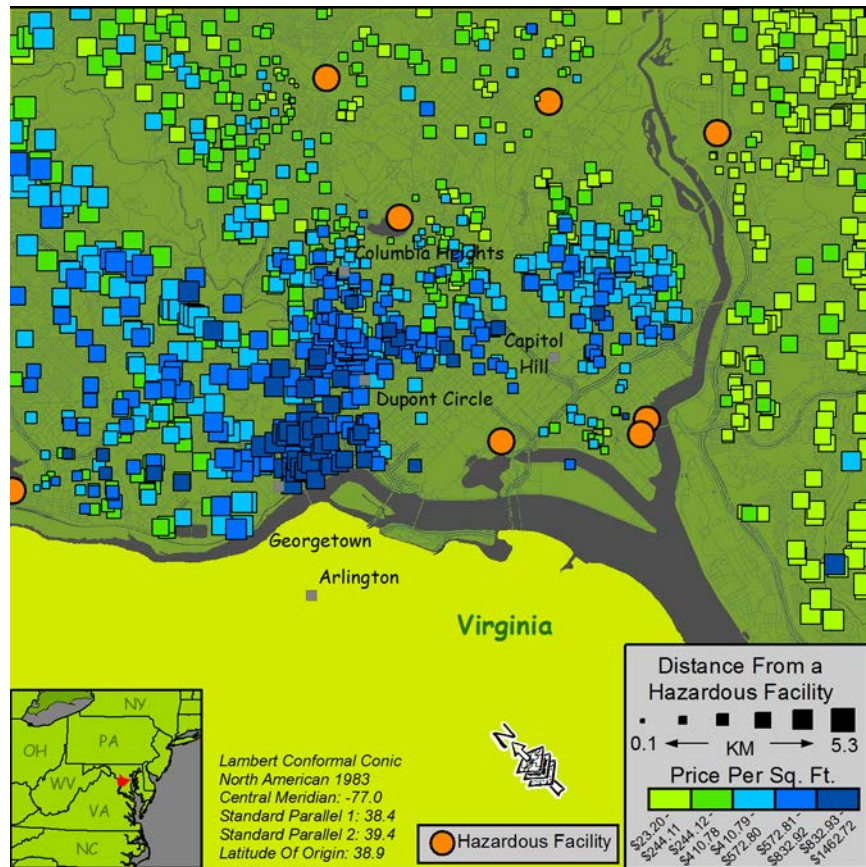 Columbia Heights
Capitol
Hill
Dupont Circle
Georgetown
Arlington
Virginia
Distance From a
Hazardous Facility
0.1
KM
5.3
Price Per Sq. Ft.
$23.20-
$244.11
$244.12-
$410.78
$410.79-
$572.80
$572.81-
$832.92
$832.93-
$1462.72
NY
OH
PA
WV
VA
NC
Lambert Conformal Conic
North American 1983
Central Meridian: -77.0
Standard Parallel 1: 38.4
Standard Parallel 2: 39.4
Latitude Of Origin: 38.9
N
Hazardous Facility